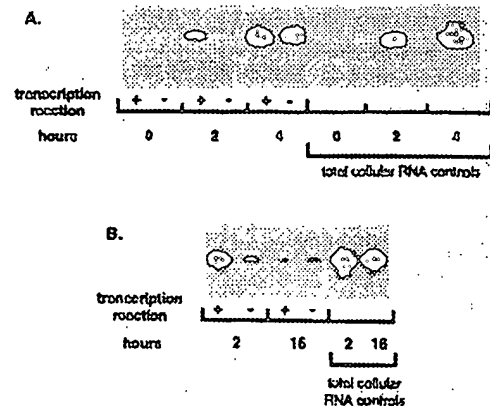 A.
transcription reaction + - + - + -
hours 0 2 4 0 2 4
total cellular RNA controls
B.
transcription reaction + - + -
hours 2 16 2 16
total cellular RNA controls